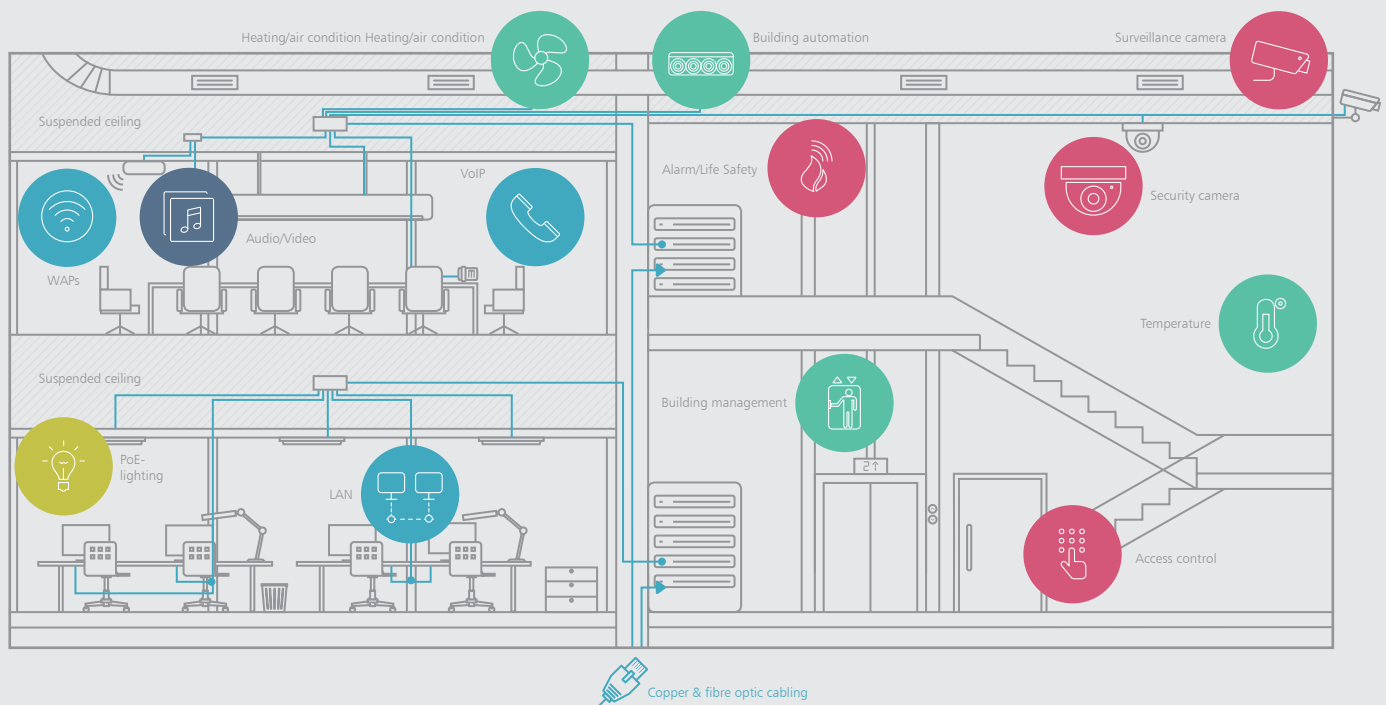 Heating/air condition Heating/air condition
Building automation
Surveillance camera
Suspended ceiling
Alarm/Life Safety
VoIP
Security camera
Audio/Video
WAPs
Temperature
Suspended ceiling
Building management
PoE-
lighting
2↑
LAN
Access control
Copper & fibre optic cabling